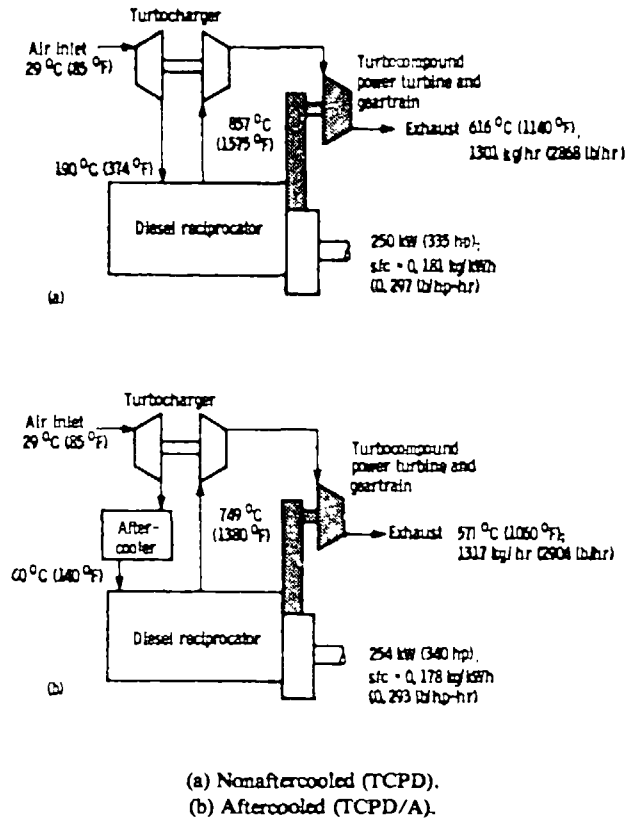 Turbocharger
Air inlet
29 °C (85 °F)
Turbocompound
power turbine and
geartrain
857 °C
(1575 °F)
Exhaust 616 °C (1140 °F),
1301 kg/hr (2868 lb/hr)
190 °C (374 °F)
Diesel reciprocator
250 kW (335 hp);
sfc = 0.181 kg/kWh
(0.297 lb/hp-hr)
(a)
Turbocharger
Air inlet
29 °C (85 °F)
Turbocompound
power turbine and
geartrain
After-
cooler
749 °C
(1380 °F)
Exhaust 571 °C (1060 °F);
1317 kg/hr (2904 lb/hr)
60 °C (140 °F)
Diesel reciprocator
254 kW (340 hp),
sfc = 0.178 kg/kWh
(0.293 lb/hp-hr)
(b)
(a) Nonaftercooled (TCPD).
(b) Aftercooled (TCPD/A).